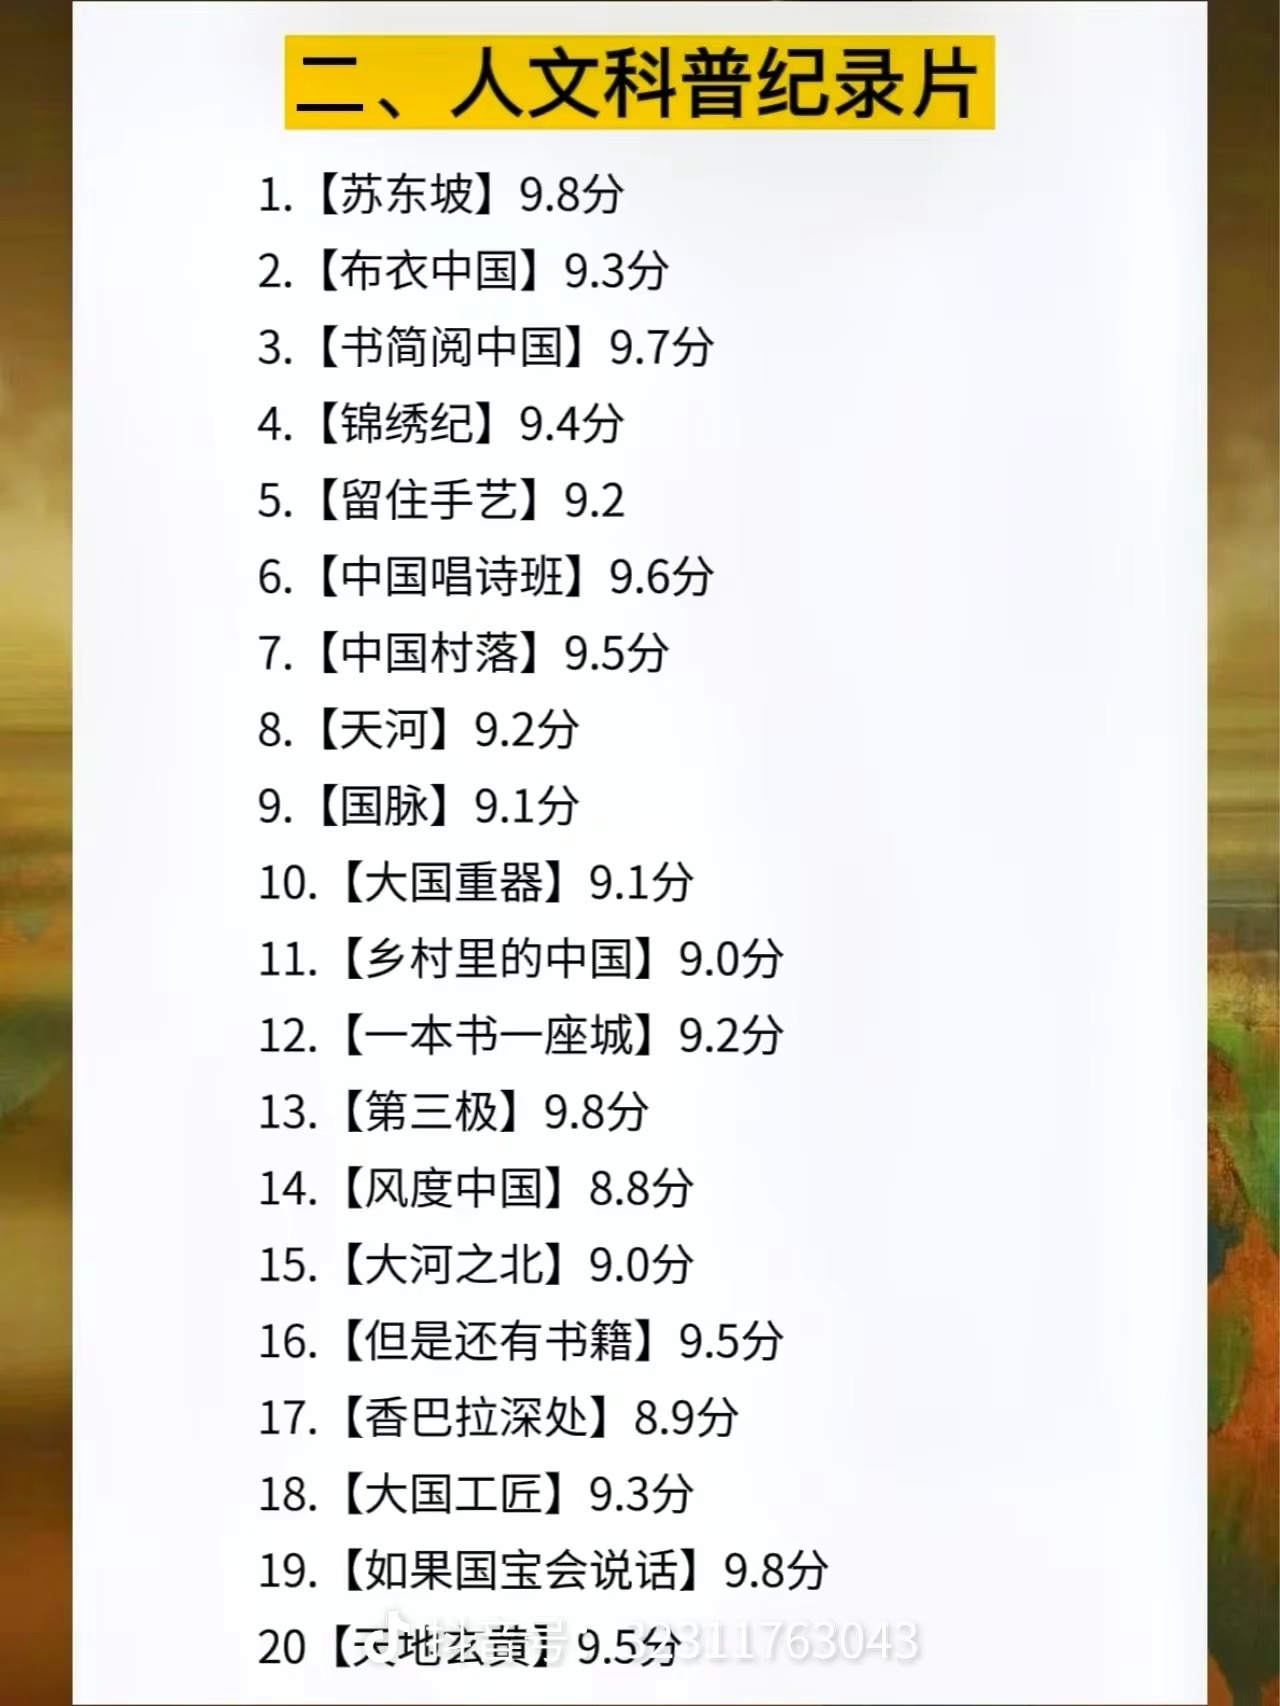 二、人文科普纪录片
1.【苏东坡】9.8分
2.【布衣中国】9.3分
3.【书简阅中国】9.7分
4.【锦绣纪】9.4分
5.【留住手艺】9.2
6.【中国唱诗班】9.6分
7.【中国村落】9.5分
8.【天河】9.2分
9.【国脉】9.1分
10.【大国重器】9.1分
11.【乡村里的中国】9.0分
12.【一本书一座城】9.2分
13.【第三极】9.8分
14.【风度中国】8.8分
15.【大河之北】9.0分
16.【但是还有书籍】9.5分
17.【香巴拉深处】8.9分
18.【大国工匠】9.3分
19.【如果国宝会说话】9.8分
20【天地玄黄】9.5分
抖音号：32311763043